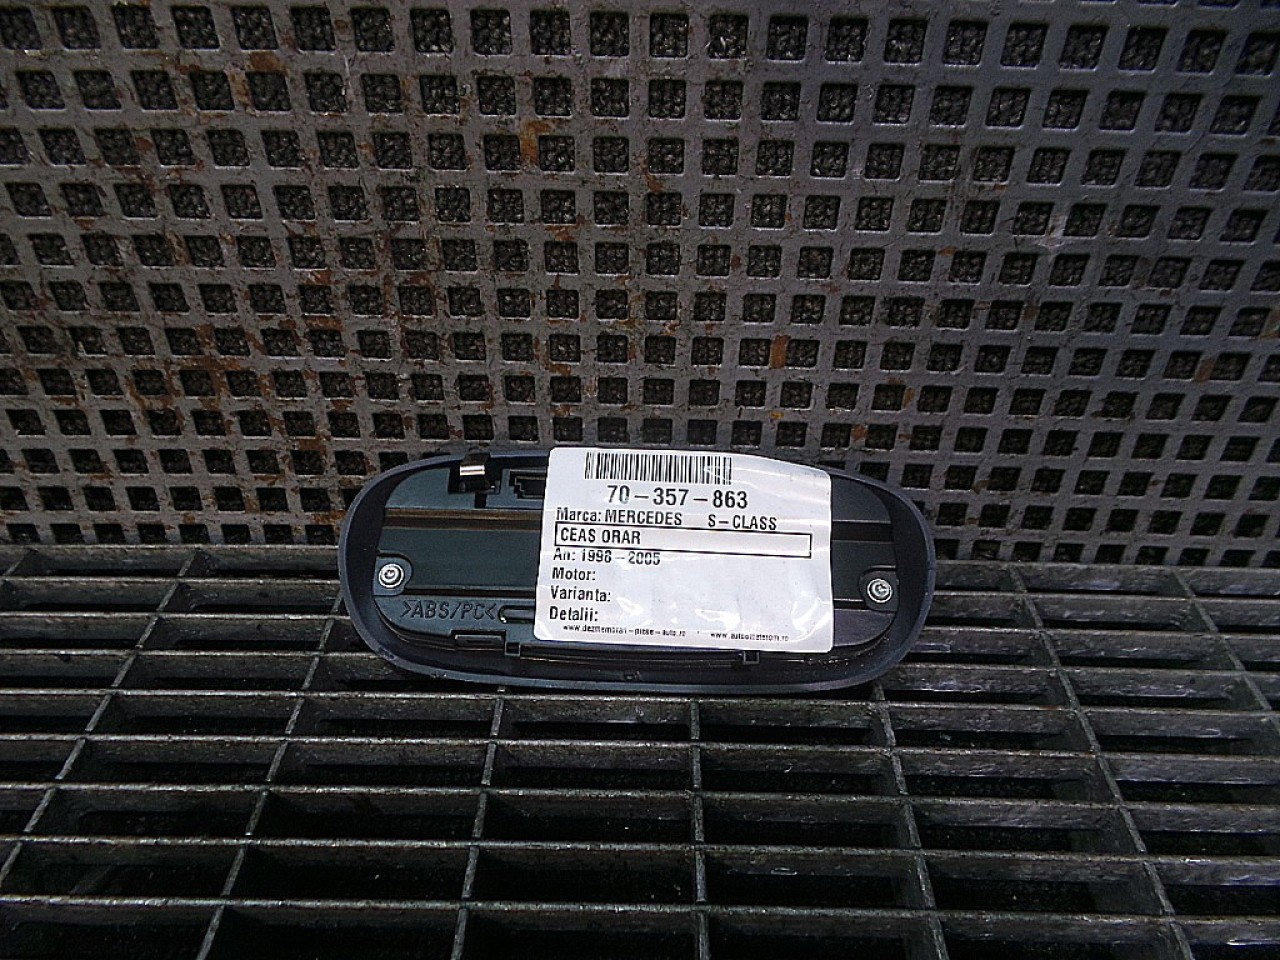 70-357-863
Marca: MERCEDES S-CLASS
CEAS ORAR
An: 1998-2005
Motor:
Varianta:
Detalii:
>ABS/PC<